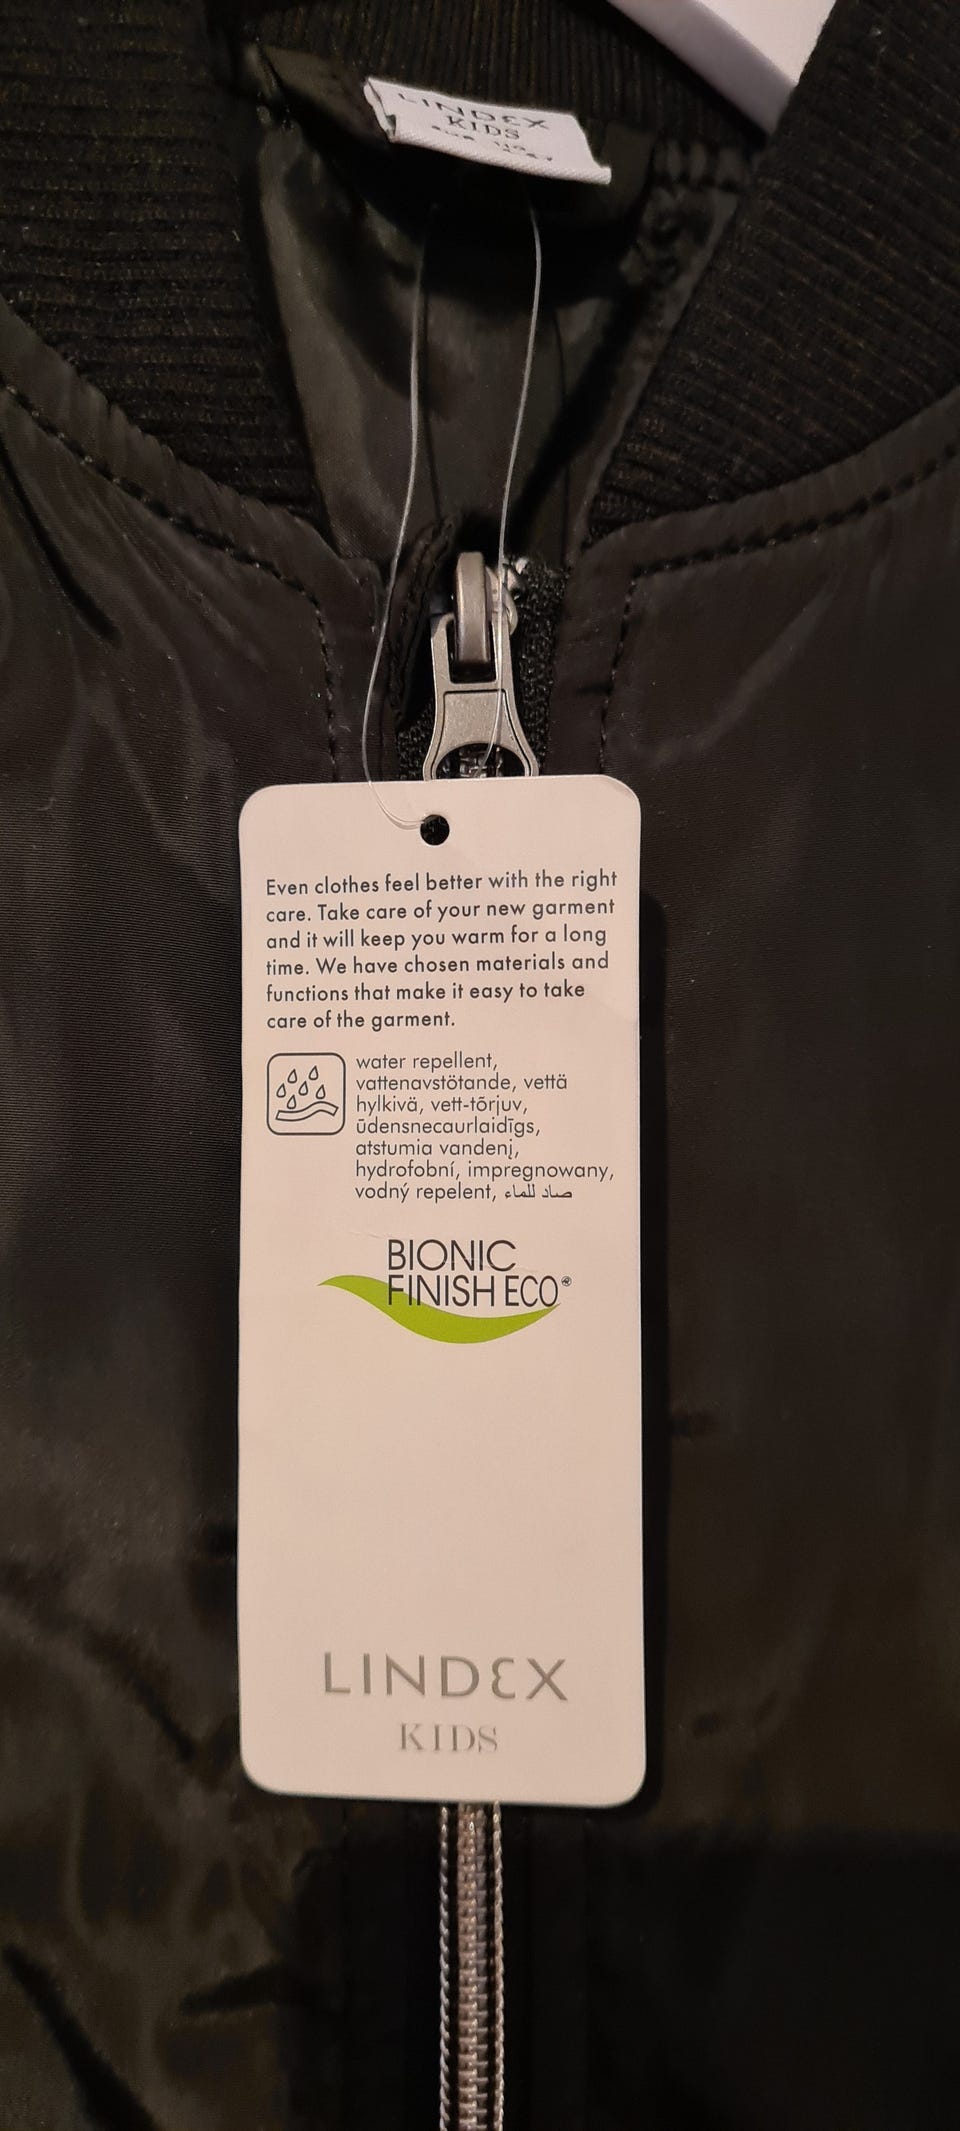 LINDEX
KIDS
Even clothes feel better with the right
care. Take care of your new garment
and it will keep you warm for a long
time. We have chosen materials and
functions that make it easy to take
care of the garment.
water repellent,
vattenavstötande, vettä
hylkivä, vett-tõrjuv,
ūdensnecaurlaidīgs,
atstumia vandenį,
hydrofobní, impregnowany,
vodný repelent, صاد للماء
BIONIC
FINISH ECO®
LINDEX
KIDS